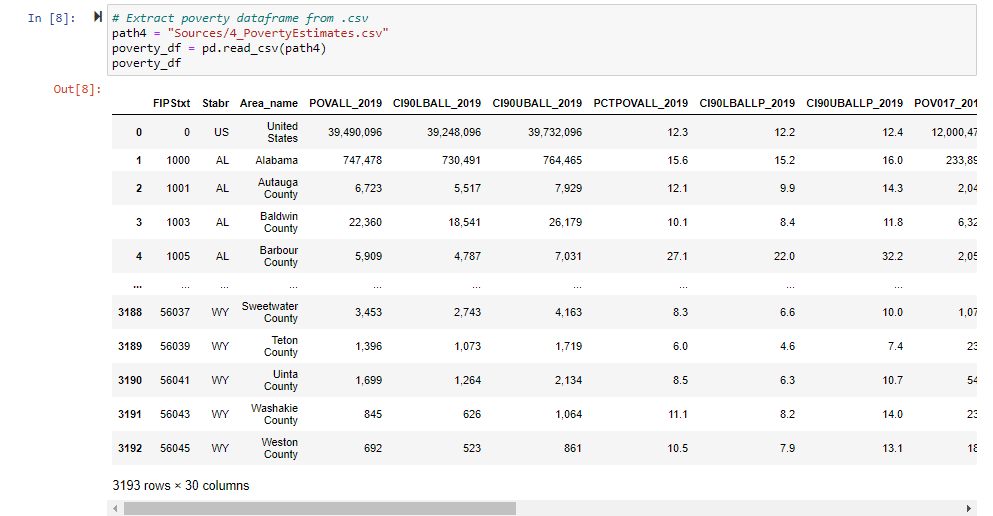 In [8]: # Extract poverty dataframe from .csv
path4 = "Sources/4_PovertyEstimates.csv"
poverty_df = pd.read_csv(path4)
poverty_df
Out[8]:
FIPStxt Stabr Area_name POVALL_2019 CI90LBALL_2019 CI90UBALL_2019 PCTPOVALL_2019 CI90LBALLP_2019 CI90UBALLP_2019 POV017_201
0 0 US United States 39,490,096 39,248,096 39,732,096 12.3 12.2 12.4 12,000,47
1 1000 AL Alabama 747,478 730,491 764,465 15.6 15.2 16.0 233,89
2 1001 AL Autauga County 6,723 5,517 7,929 12.1 9.9 14.3 2,04
3 1003 AL Baldwin County 22,360 18,541 26,179 10.1 8.4 11.8 6,32
4 1005 AL Barbour County 5,909 4,787 7,031 27.1 22.0 32.2 2,05
... ... ... ... ... ... ... ... ... ...
3188 56037 WY Sweetwater County 3,453 2,743 4,163 8.3 6.6 10.0 1,07
3189 56039 WY Teton County 1,396 1,073 1,719 6.0 4.6 7.4 23
3190 56041 WY Uinta County 1,699 1,264 2,134 8.5 6.3 10.7 54
3191 56043 WY Washakie County 845 626 1,064 11.1 8.2 14.0 23
3192 56045 WY Weston County 692 523 861 10.5 7.9 13.1 18
3193 rows × 30 columns